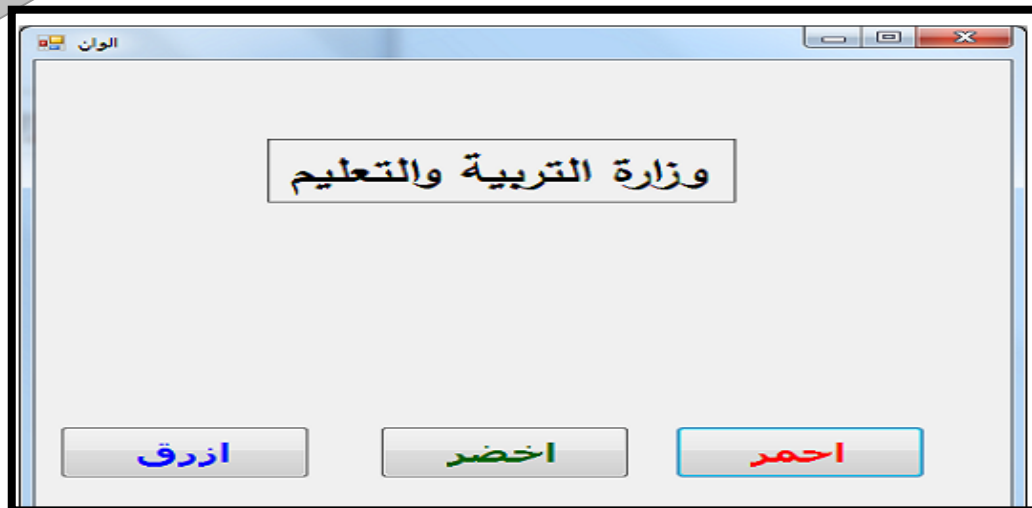 الوان
وزارة التربية والتعليم
احمر اخضر ازرق